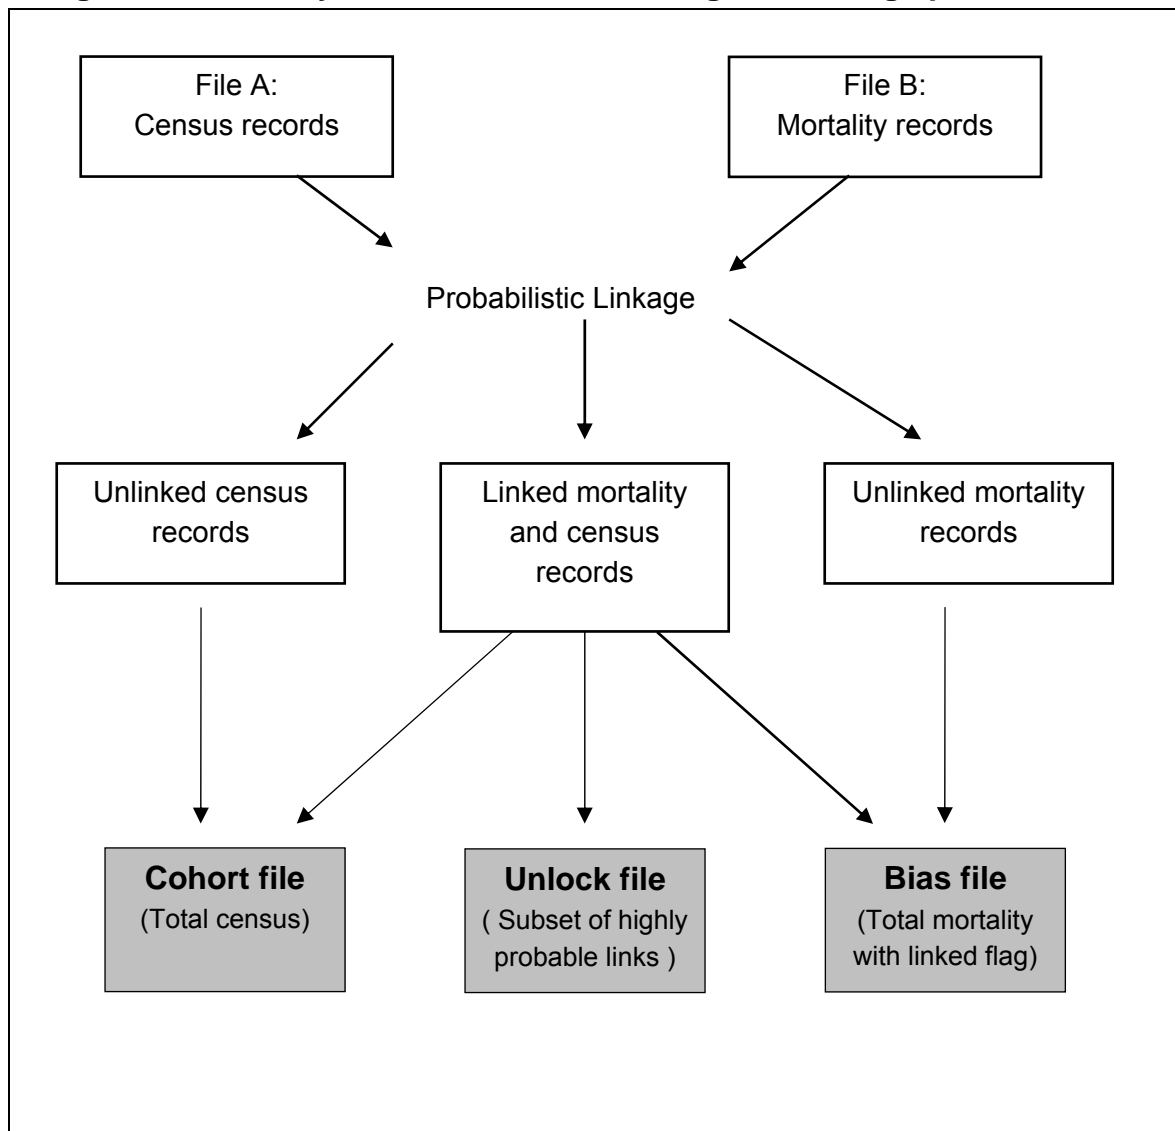 File A:
Census records
File B:
Mortality records
Probabilistic Linkage
Unlinked census
records
Linked mortality
and census
records
Unlinked mortality
records
Cohort file
(Total census)
Unlock file
( Subset of highly
probable links )
Bias file
(Total mortality
with linked flag)